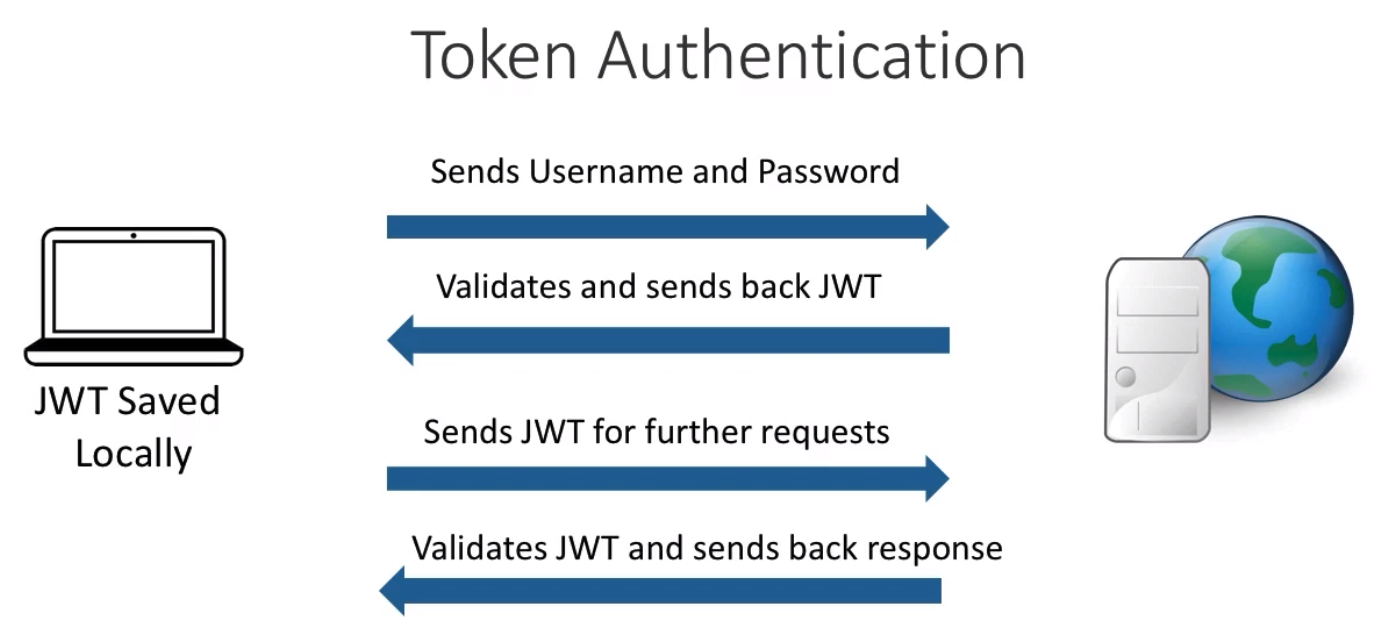 Token Authentication
Sends Username and Password
Validates and sends back JWT
JWT Saved
Locally
Sends JWT for further requests
Validates JWT and sends back response